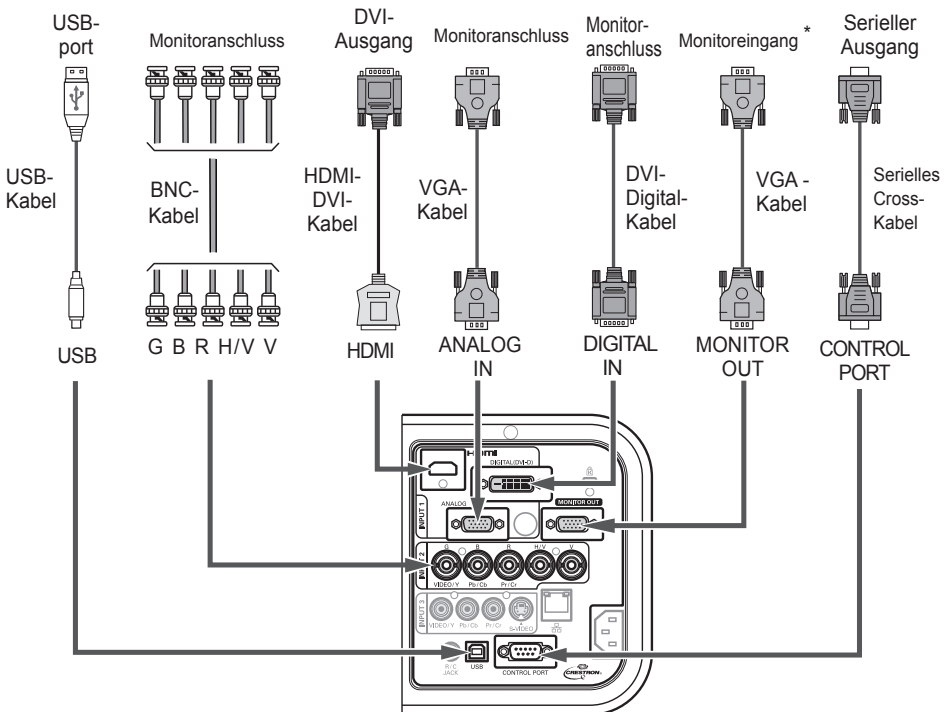 USB-
port
Monitoranschluss
DVI-
Ausgang
Monitoranschluss
Monitor-
anschluss
Monitoreingang *
Serieller
Ausgang
USB-
Kabel
BNC-
Kabel
HDMI-
DVI-
Kabel
VGA-
Kabel
DVI-
Digital-
Kabel
VGA -
Kabel
Serielles
Cross-
Kabel
USB
G B R H/V V
HDMI
ANALOG
IN
DIGITAL
IN
MONITOR
OUT
CONTROL
PORT
HDMI
DIGITAL(DVI-D)
INPUT 1
ANALOG
MONITOR OUT
INPUT 2
G B R H/V V
VIDEO/Y Pb/Cb Pr/Cr
INPUT 3
VIDEO/Y Pb/Cb Pr/Cr S-VIDEO
R/C
JACK
USB
CONTROL PORT
CRESTRON